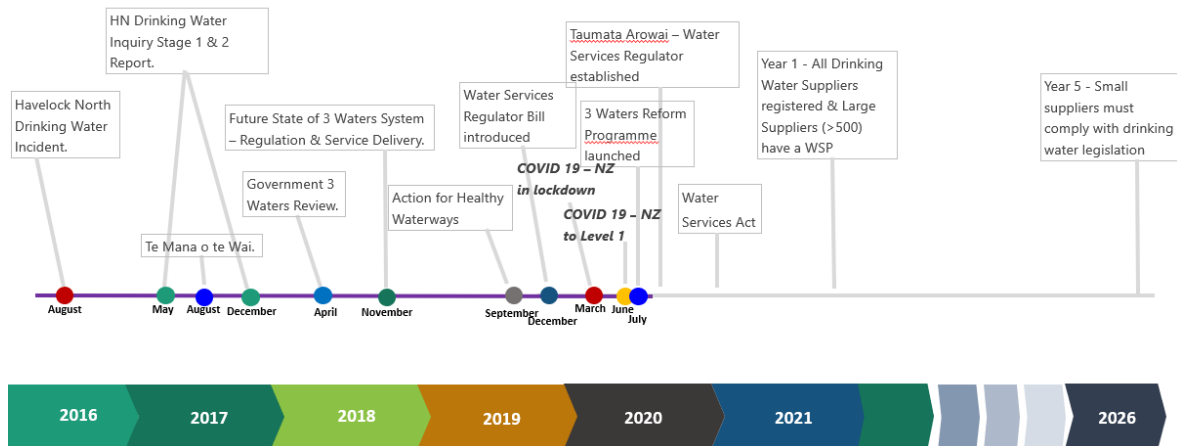 HN Drinking Water
Inquiry Stage 1 & 2
Report.
Havelock North
Drinking Water
Incident.
Future State of 3 Waters System
– Regulation & Service Delivery.
Government 3
Waters Review.
Te Mana o te Wai.
Action for Healthy
Waterways
Water Services
Regulator Bill
introduced
Taumata Arowai – Water
Services Regulator
established
3 Waters Reform
Programme
launched
COVID 19 – NZ
in lockdown
COVID 19 – NZ
to Level 1
Water
Services Act
Year 1 - All Drinking
Water Suppliers
registered & Large
Suppliers (>500)
have a WSP
Year 5 - Small
suppliers must
comply with drinking
water legislation
August
May
August
December
April
November
September
December
March
June
July
2016
2017
2018
2019
2020
2021
2026